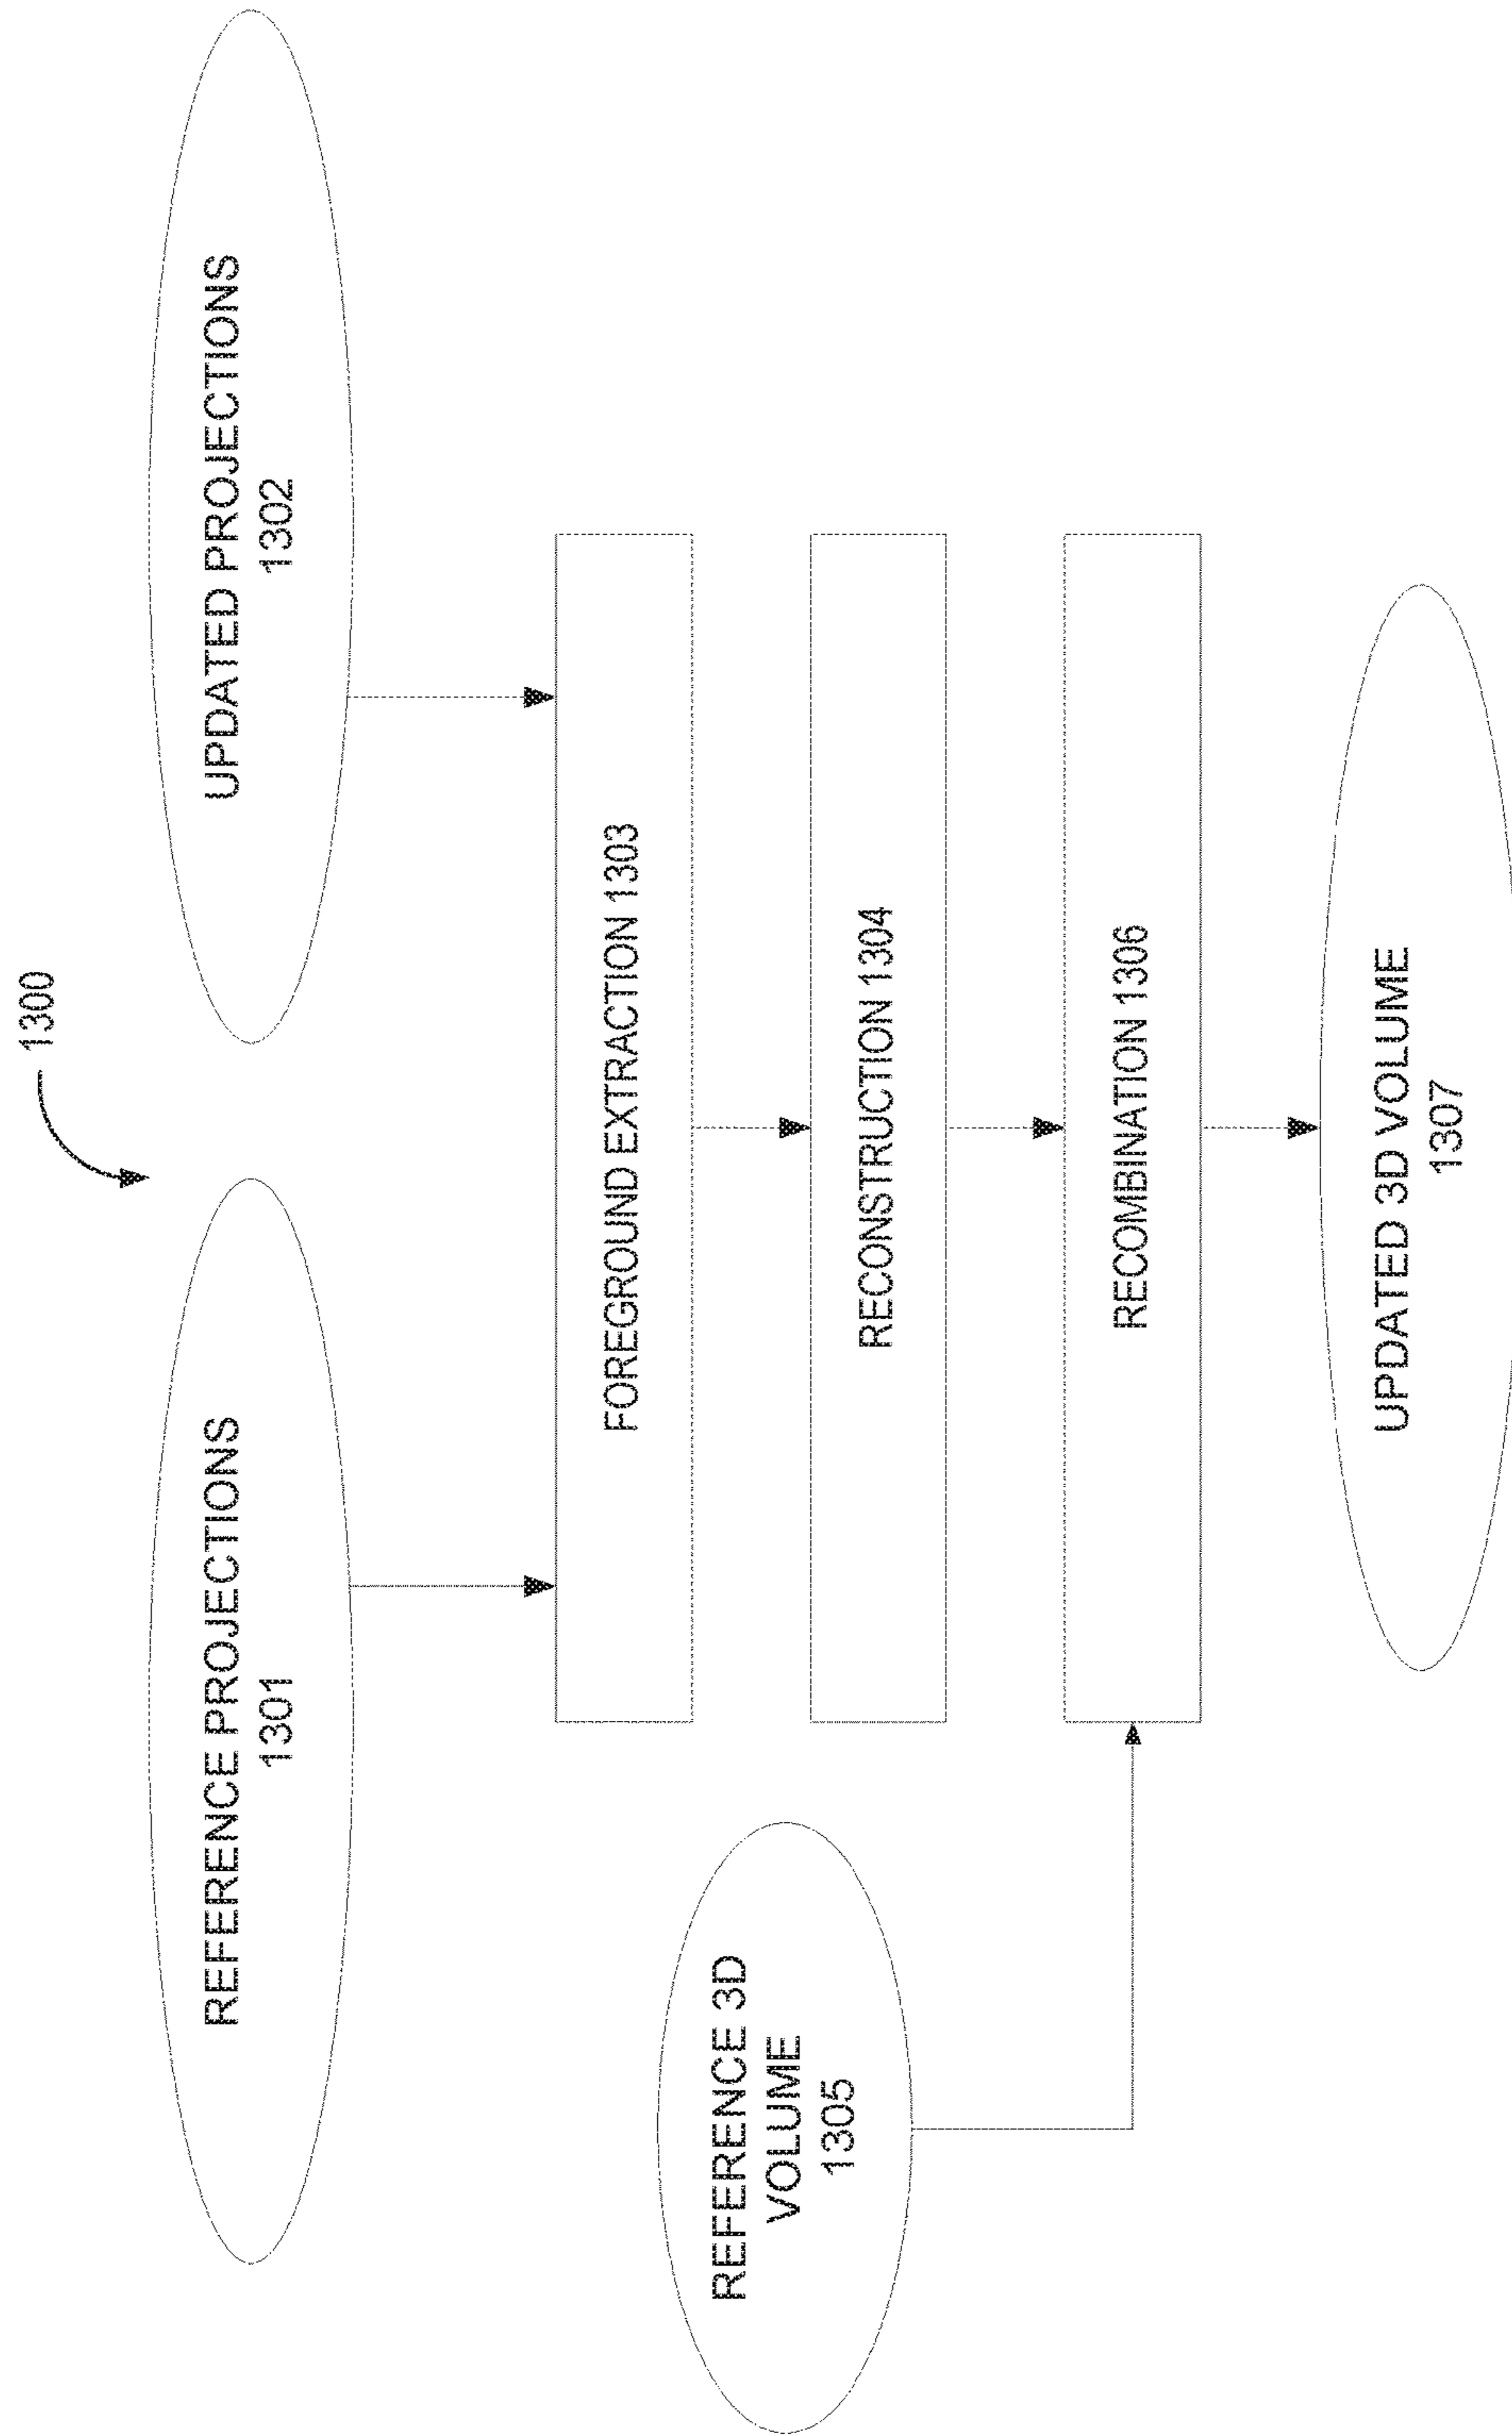 1300
REFERENCE PROJECTIONS
1301
UPDATED PROJECTIONS
1302
FOREGROUND EXTRACTION 1303
REFERENCE 3D
VOLUME
1305
RECONSTRUCTION 1304
RECOMBINATION 1306
UPDATED 3D VOLUME
1307